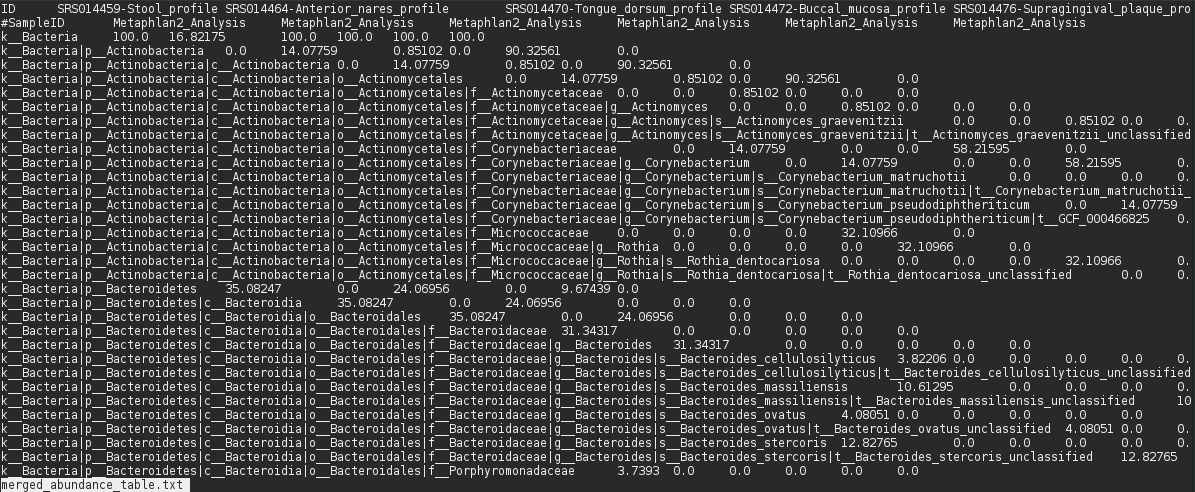 ID SRS014459-Stool_profile SRS014464-Anterior_nares_profile SRS014470-Tongue_dorsum_profile SRS014472-Buccal_mucosa_profile SRS014476-Supragingival_plaque_pro
#SampleID Metaphlan2_Analysis Metaphlan2_Analysis Metaphlan2_Analysis Metaphlan2_Analysis Metaphlan2_Analysis Metaphlan2_Analysis
k__Bacteria 100.0 16.82175 100.0 100.0 100.0 100.0
k__Bacteria|p__Actinobacteria 0.0 14.07759 0.85102 0.0 90.32561 0.0
k__Bacteria|p__Actinobacteria|c__Actinobacteria 0.0 14.07759 0.85102 0.0 90.32561 0.0
k__Bacteria|p__Actinobacteria|c__Actinobacteria|o__Actinomycetales 0.0 14.07759 0.85102 0.0 90.32561 0.0
k__Bacteria|p__Actinobacteria|c__Actinobacteria|o__Actinomycetales|f__Actinomycetaceae 0.0 0.0 0.85102 0.0 0.0 0.0
k__Bacteria|p__Actinobacteria|c__Actinobacteria|o__Actinomycetales|f__Actinomycetaceae|g__Actinomyces 0.0 0.0 0.85102 0.0 0.0 0.0
k__Bacteria|p__Actinobacteria|c__Actinobacteria|o__Actinomycetales|f__Actinomycetaceae|g__Actinomyces|s__Actinomyces_graevenitzii 0.0 0.0 0.85102 0.0 0.
k__Bacteria|p__Actinobacteria|c__Actinobacteria|o__Actinomycetales|f__Actinomycetaceae|g__Actinomyces|s__Actinomyces_graevenitzii|t__Actinomyces_graevenitzii_unclassified
k__Bacteria|p__Actinobacteria|c__Actinobacteria|o__Actinomycetales|f__Corynebacteriaceae 0.0 14.07759 0.0 0.0 58.21595 0.0
k__Bacteria|p__Actinobacteria|c__Actinobacteria|o__Actinomycetales|f__Corynebacteriaceae|g__Corynebacterium 0.0 14.07759 0.0 0.0 58.21595 0.
k__Bacteria|p__Actinobacteria|c__Actinobacteria|o__Actinomycetales|f__Corynebacteriaceae|g__Corynebacterium|s__Corynebacterium_matruchotii 0.0 0.0 0.0 0.
k__Bacteria|p__Actinobacteria|c__Actinobacteria|o__Actinomycetales|f__Corynebacteriaceae|g__Corynebacterium|s__Corynebacterium_matruchotii|t__Corynebacterium_matruchotii_
k__Bacteria|p__Actinobacteria|c__Actinobacteria|o__Actinomycetales|f__Corynebacteriaceae|g__Corynebacterium|s__Corynebacterium_pseudodiphtheriticum 0.0 14.07759
k__Bacteria|p__Actinobacteria|c__Actinobacteria|o__Actinomycetales|f__Corynebacteriaceae|g__Corynebacterium|s__Corynebacterium_pseudodiphtheriticum|t__GCF_000466825 0.
k__Bacteria|p__Actinobacteria|c__Actinobacteria|o__Actinomycetales|f__Micrococcaceae 0.0 0.0 0.0 0.0 32.10966 0.0
k__Bacteria|p__Actinobacteria|c__Actinobacteria|o__Actinomycetales|f__Micrococcaceae|g__Rothia 0.0 0.0 0.0 0.0 32.10966 0.0
k__Bacteria|p__Actinobacteria|c__Actinobacteria|o__Actinomycetales|f__Micrococcaceae|g__Rothia|s__Rothia_dentocariosa 0.0 0.0 0.0 0.0 32.10966 0.
k__Bacteria|p__Actinobacteria|c__Actinobacteria|o__Actinomycetales|f__Micrococcaceae|g__Rothia|s__Rothia_dentocariosa|t__Rothia_dentocariosa_unclassified 0.0 0.
k__Bacteria|p__Bacteroidetes 35.08247 0.0 24.06956 9.67439 0.0
k__Bacteria|p__Bacteroidetes|c__Bacteroidia 35.08247 0.0 24.06956 0.0 0.0 0.0
k__Bacteria|p__Bacteroidetes|c__Bacteroidia|o__Bacteroidales 35.08247 0.0 24.06956 0.0 0.0 0.0
k__Bacteria|p__Bacteroidetes|c__Bacteroidia|o__Bacteroidales|f__Bacteroidaceae 31.34317 0.0 0.0 0.0 0.0 0.0
k__Bacteria|p__Bacteroidetes|c__Bacteroidia|o__Bacteroidales|f__Bacteroidaceae|g__Bacteroides 31.34317 0.0 0.0 0.0 0.0 0.0
k__Bacteria|p__Bacteroidetes|c__Bacteroidia|o__Bacteroidales|f__Bacteroidaceae|g__Bacteroides|s__Bacteroides_cellulosilyticus 3.82206 0.0 0.0 0.0 0.0 0.
k__Bacteria|p__Bacteroidetes|c__Bacteroidia|o__Bacteroidales|f__Bacteroidaceae|g__Bacteroides|s__Bacteroides_cellulosilyticus|t__Bacteroides_cellulosilyticus_unclassified
k__Bacteria|p__Bacteroidetes|c__Bacteroidia|o__Bacteroidales|f__Bacteroidaceae|g__Bacteroides|s__Bacteroides_massiliensis 10.61295 0.0 0.0 0.0 0.
k__Bacteria|p__Bacteroidetes|c__Bacteroidia|o__Bacteroidales|f__Bacteroidaceae|g__Bacteroides|s__Bacteroides_massiliensis|t__Bacteroides_massiliensis_unclassified 10
k__Bacteria|p__Bacteroidetes|c__Bacteroidia|o__Bacteroidales|f__Bacteroidaceae|g__Bacteroides|s__Bacteroides_ovatus 4.08051 0.0 0.0 0.0 0.0 0.
k__Bacteria|p__Bacteroidetes|c__Bacteroidia|o__Bacteroidales|f__Bacteroidaceae|g__Bacteroides|s__Bacteroides_ovatus|t__Bacteroides_ovatus_unclassified 4.08051 0.0 0.
k__Bacteria|p__Bacteroidetes|c__Bacteroidia|o__Bacteroidales|f__Bacteroidaceae|g__Bacteroides|s__Bacteroides_stercoris 12.82765 0.0 0.0 0.0 0.0 0.
k__Bacteria|p__Bacteroidetes|c__Bacteroidia|o__Bacteroidales|f__Bacteroidaceae|g__Bacteroides|s__Bacteroides_stercoris|t__Bacteroides_stercoris_unclassified 12.82765
k__Bacteria|p__Bacteroidetes|c__Bacteroidia|o__Bacteroidales|f__Porphyromonadaceae 3.7393 0.0 0.0 0.0 0.0
merged_abundance_table.txt